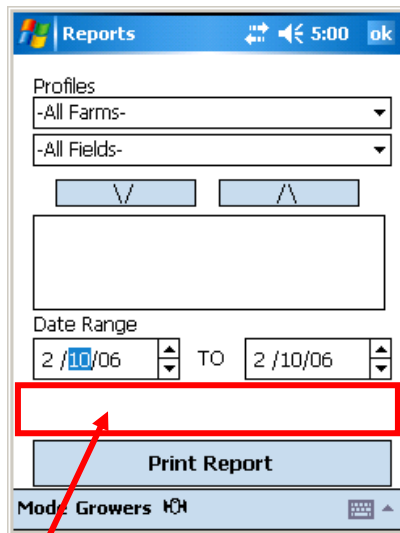 Reports 5:00 ok
Profiles
-All Farms-
-All Fields-
\/ /\
Date Range
2 /10/06 TO 2 /10/06
Print Report
Mode Growers